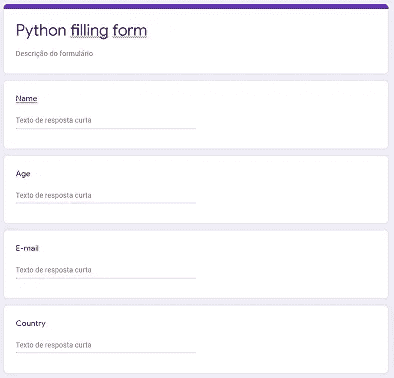 Python filling form
Descrição do formulário
Name
Texto de resposta curta
Age
Texto de resposta curta
E-mail
Texto de resposta curta
Country
Texto de resposta curta